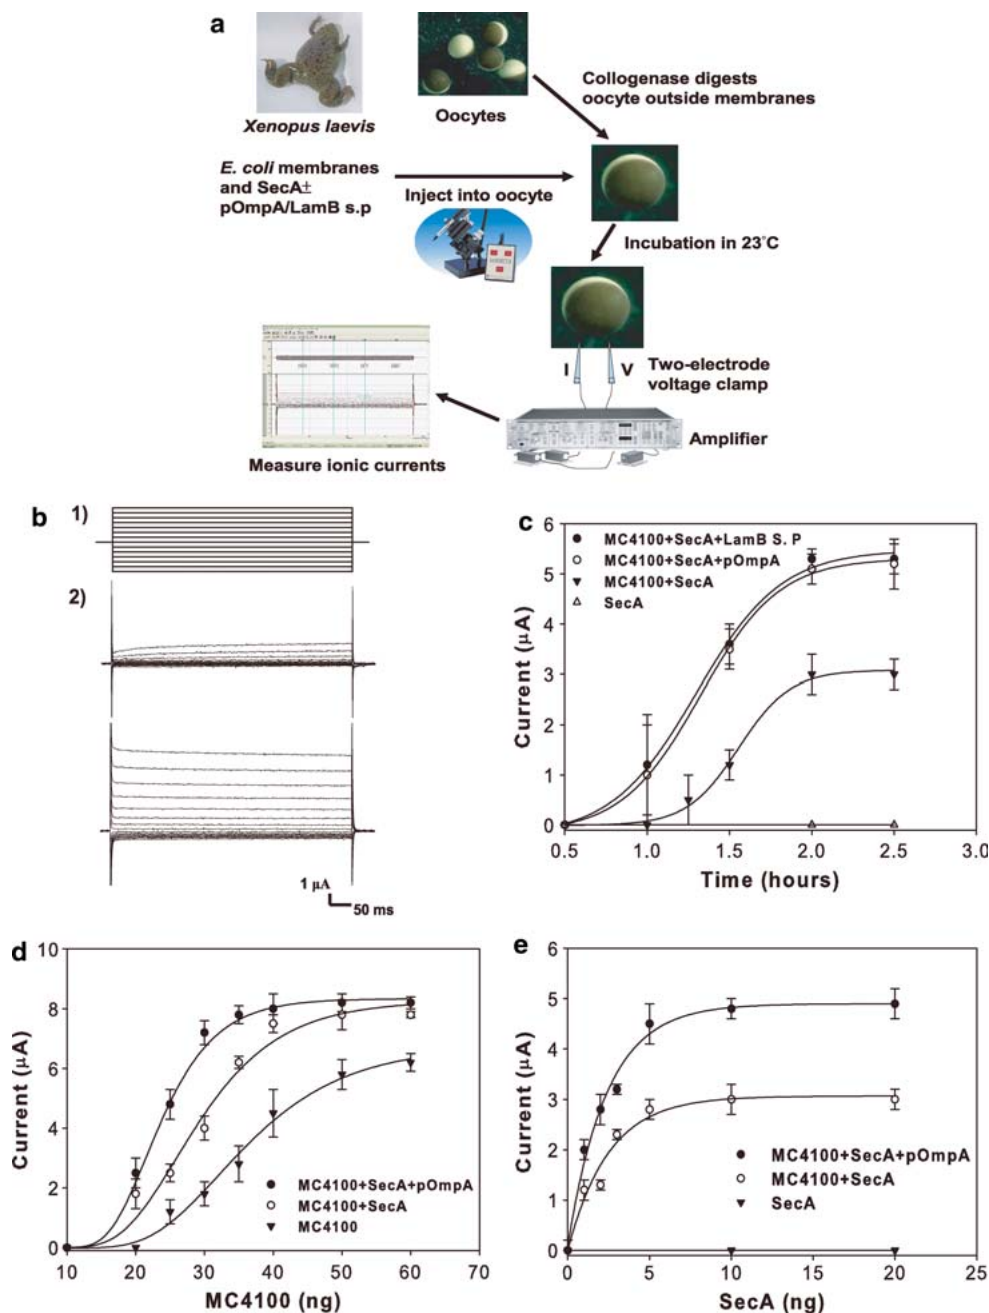 a
Xenopus laevis
Oocytes
Collogenase digests
oocyte outside membranes
E. coli membranes
and SecA±
pOmpA/LamB s.p
Inject into oocyte
Incubation in 23°C
I
V
Two-electrode
voltage clamp
Amplifier
Measure ionic currents
b
1)
2)
1 µA
50 ms
c
6
5
4
3
2
1
0
Current (µA)
MC4100+SecA+LamB S. P
MC4100+SecA+pOmpA
MC4100+SecA
SecA
0.5
1.0
1.5
2.0
2.5
3.0
Time (hours)
d
10
8
6
4
2
0
Current (µA)
MC4100+SecA+pOmpA
MC4100+SecA
MC4100
10
20
30
40
50
60
70
MC4100 (ng)
e
6
5
4
3
2
1
0
Current (µA)
MC4100+SecA+pOmpA
MC4100+SecA
SecA
0
5
10
15
20
25
SecA (ng)